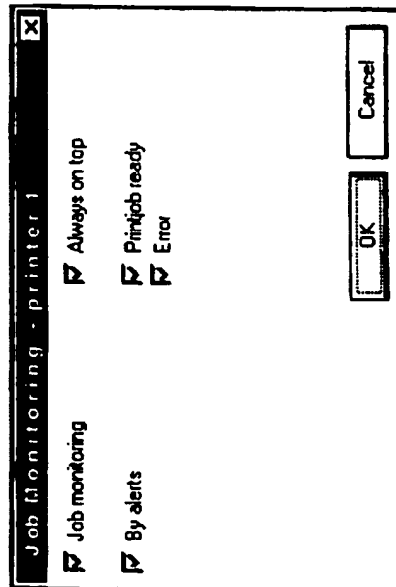 Job Monitoring - printer 1
Job monitoring
Always on top
By alerts
Printjob ready
Error
OK
Cancel